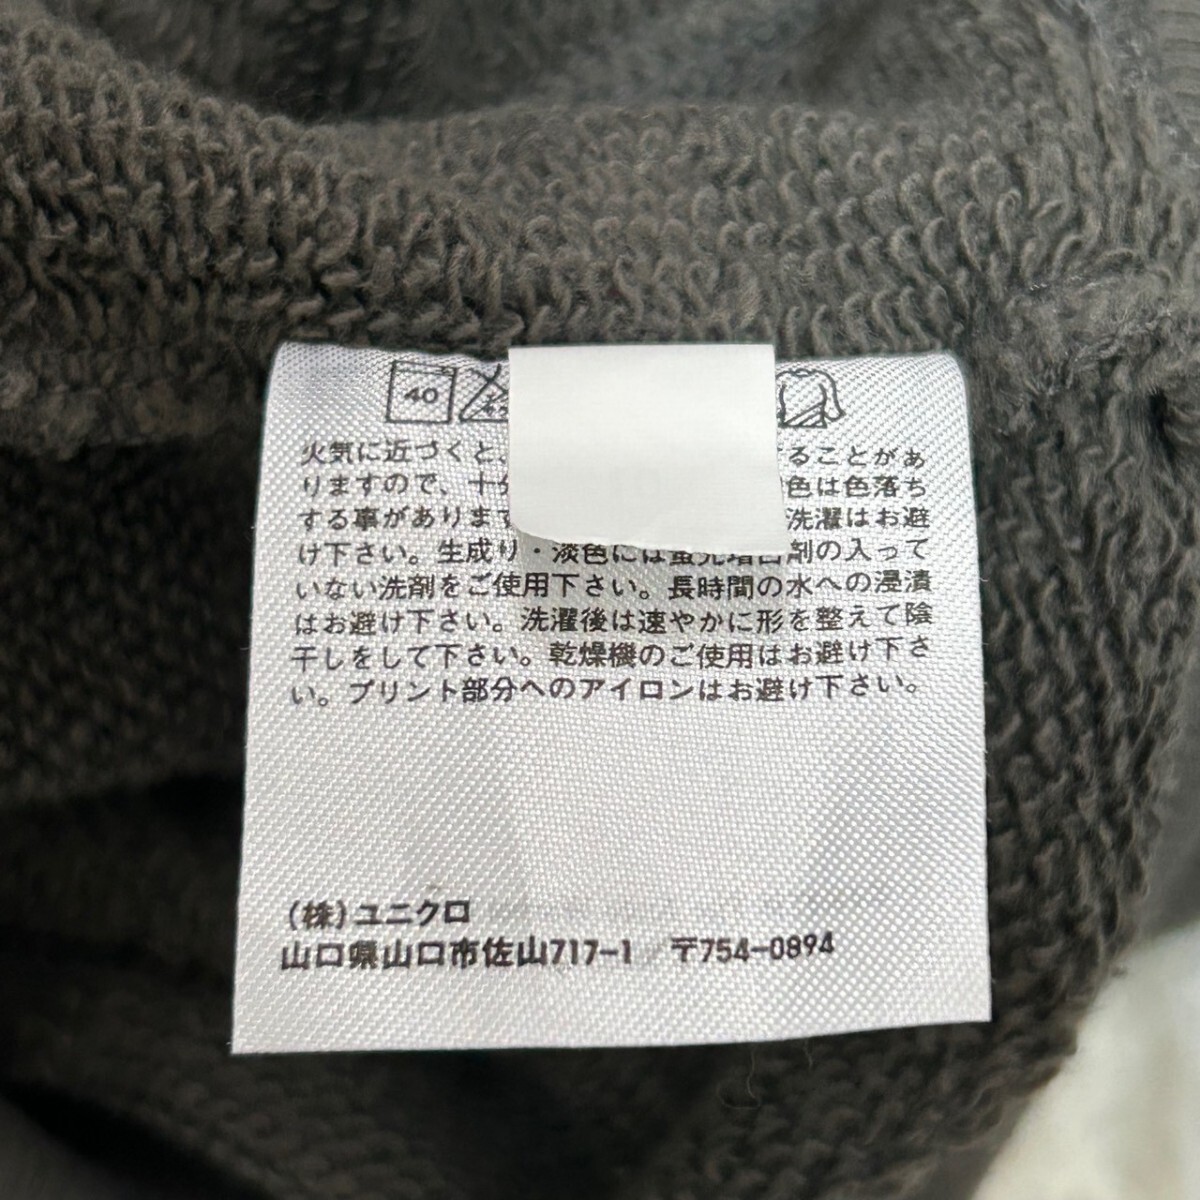 40
火気に近づくと、 ることがあ
りますので、十分 色は色落ち
する事があります 洗濯はお避
け下さい。生成り・淡色には蛍光増白剤の入って
いない洗剤をご使用下さい。長時間の水への浸漬
はお避け下さい。洗濯後は速やかに形を整えて陰
干しをして下さい。乾燥機のご使用はお避け下さ
い。プリント部分へのアイロンはお避け下さい。
(株)ユニクロ
山口県山口市佐山717-1 〒754-0894